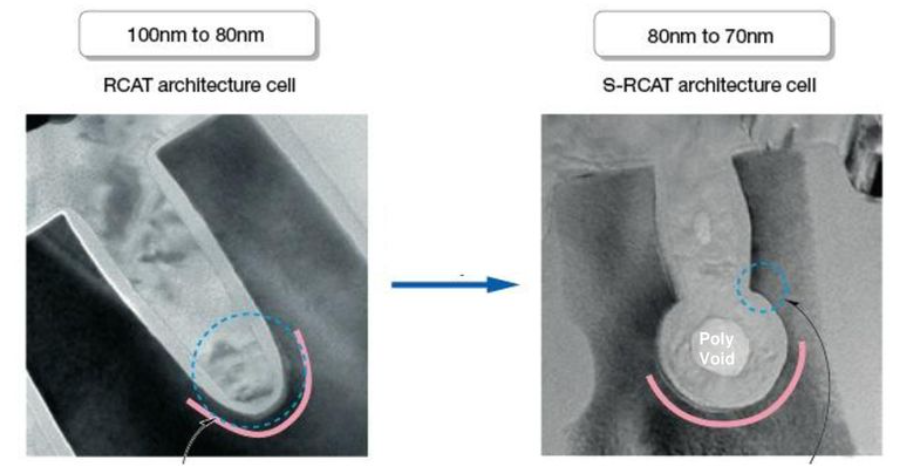 100nm to 80nm
80nm to 70nm
RCAT architecture cell
S-RCAT architecture cell
Poly
Void